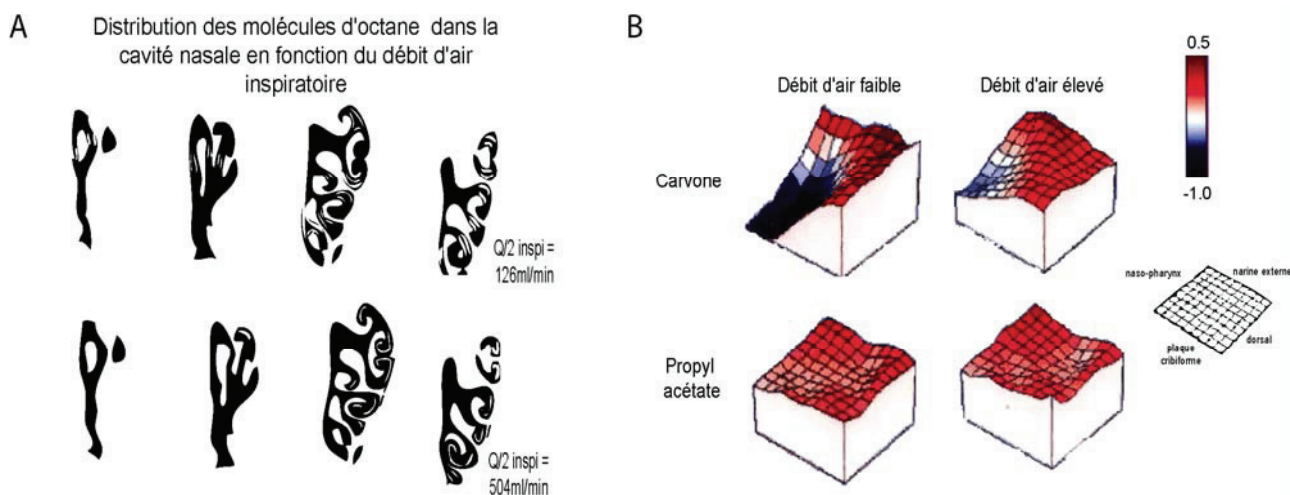 A
Distribution des molécules d'octane dans la
cavité nasale en fonction du débit d'air
inspiratoire
Q/2 inspi =
126ml/min
Q/2 inspi =
504ml/min
B
Débit d'air faible
Débit d'air élevé
0.5
-1.0
Carvone
naso-pharynx
narine externe
plaque
cribiforme
dorsal
Propyl
acétate